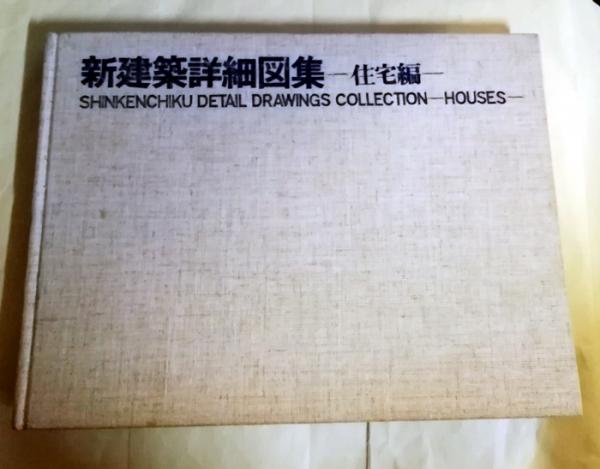 新建築詳細図集—住宅編—
SHINKENCHIKU DETAIL DRAWINGS COLLECTION—HOUSES—